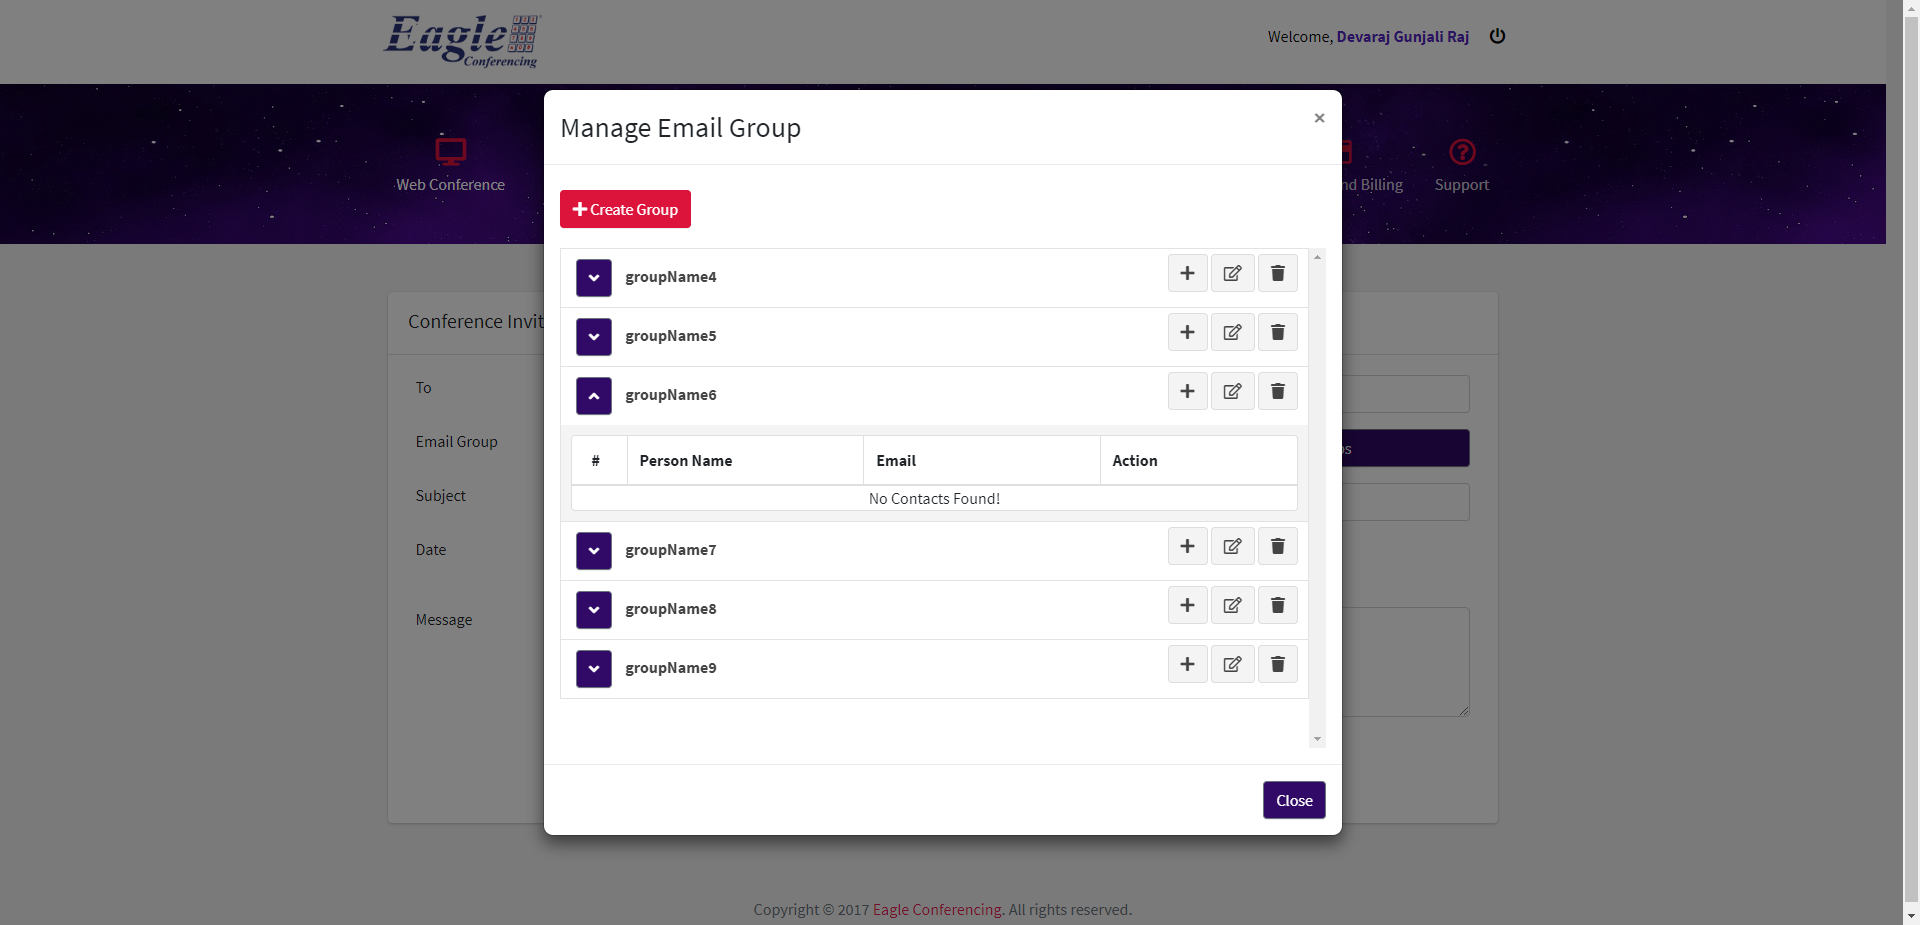 Eagle
Conferencing
Welcome, Devaraj Gunjali Raj
Manage Email Group
×
Web Conference
nd Billing
Support
Create Group
groupName4
Conference Invit
groupName5
To
groupName6
Email Group
# Person Name Email Action
No Contacts Found!
Subject
Date
groupName7
groupName8
Message
groupName9
Close
Copyright © 2017 Eagle Conferencing. All rights reserved.